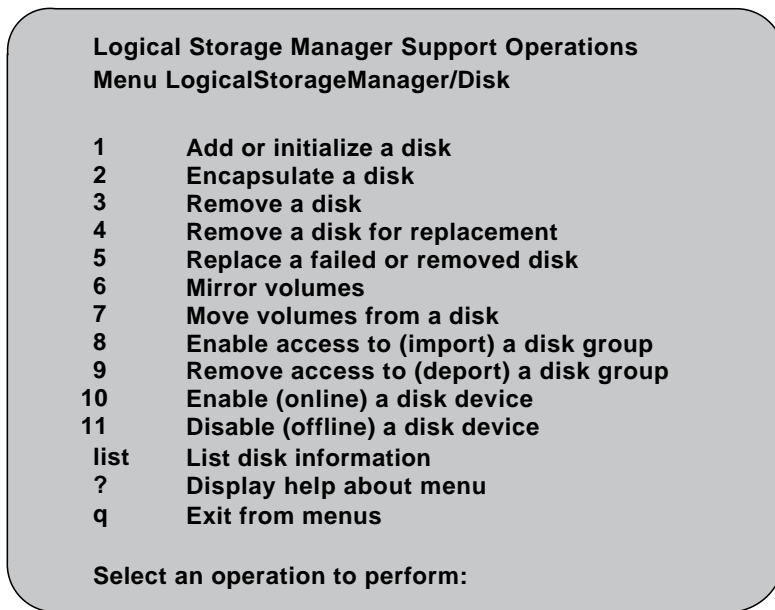 Logical Storage Manager Support Operations
Menu LogicalStorageManager/Disk
1 Add or initialize a disk
2 Encapsulate a disk
3 Remove a disk
4 Remove a disk for replacement
5 Replace a failed or removed disk
6 Mirror volumes
7 Move volumes from a disk
8 Enable access to (import) a disk group
9 Remove access to (deport) a disk group
10 Enable (online) a disk device
11 Disable (offline) a disk device
list List disk information
? Display help about menu
q Exit from menus
Select an operation to perform: